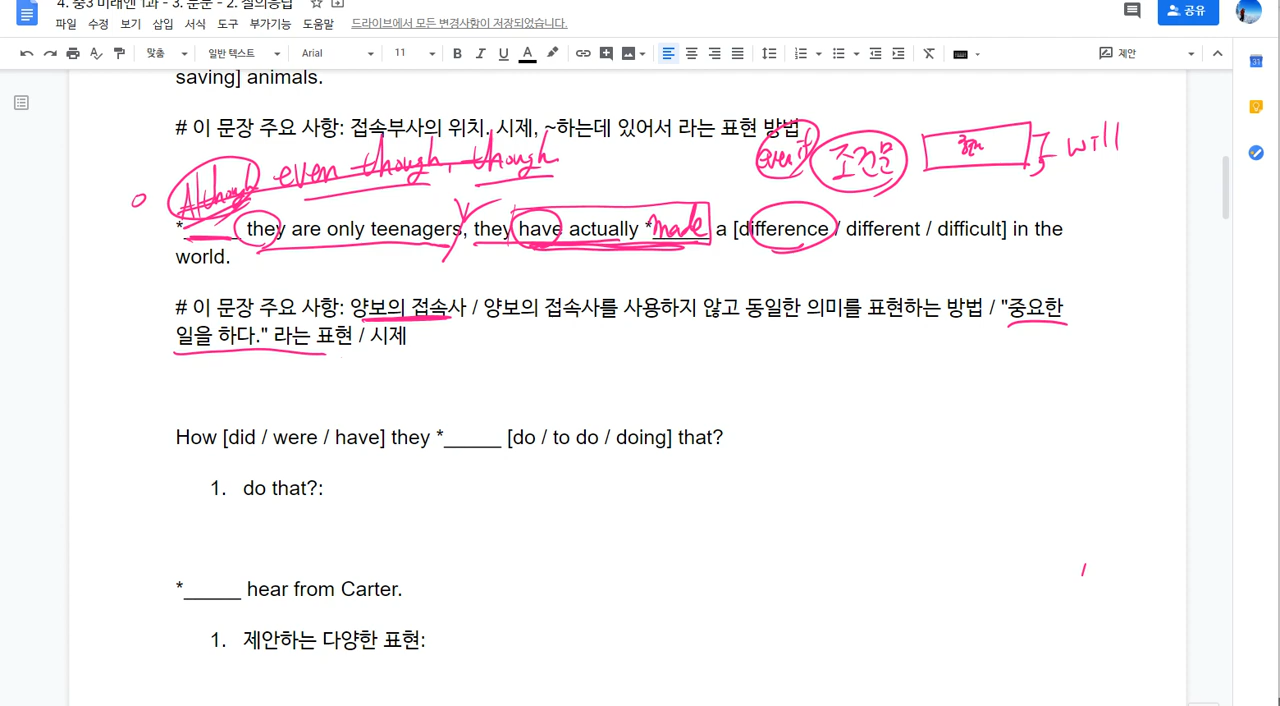 4. 중3 미래엔 1과 - 3. 본문 - 2. 질의응답
파일 수정 보기 삽입 서식 도구 부가기능 도움말 드라이브에서 모든 변경사항이 저장되었습니다.
공유
맞춤 일반 텍스트 Arial 11 B I U A 제안
31
saving] animals.
# 이 문장 주요 사항: 접속부사의 위치. 시제, ~하는데 있어서 라는 표현 방법
Although even though, though
even if 조건문 현 will
*_____ they are only teenagers, they have actually *made a [difference / different / difficult] in the
world.
# 이 문장 주요 사항: 양보의 접속사 / 양보의 접속사를 사용하지 않고 동일한 의미를 표현하는 방법 / "중요한
일을 하다." 라는 표현 / 시제
How [did / were / have] they *_____ [do / to do / doing] that?
1. do that?:
*_____ hear from Carter.
1. 제안하는 다양한 표현: